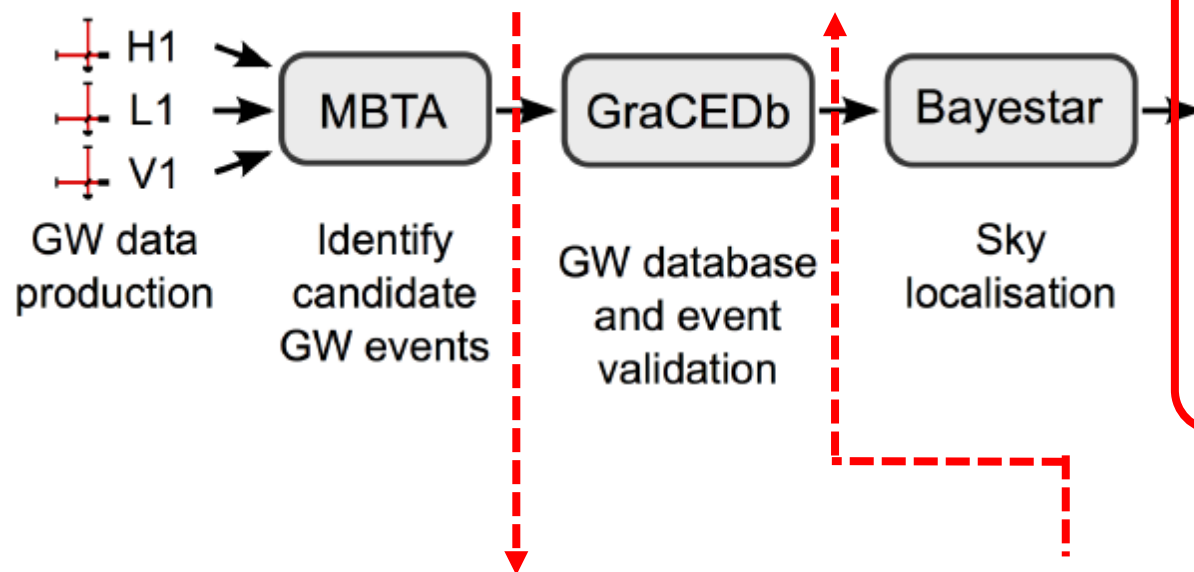 H1
L1
V1
MBTA
GraCEDb
Bayestar
GW data
production
Identify
candidate
GW events
GW database
and event
validation
Sky
localisation